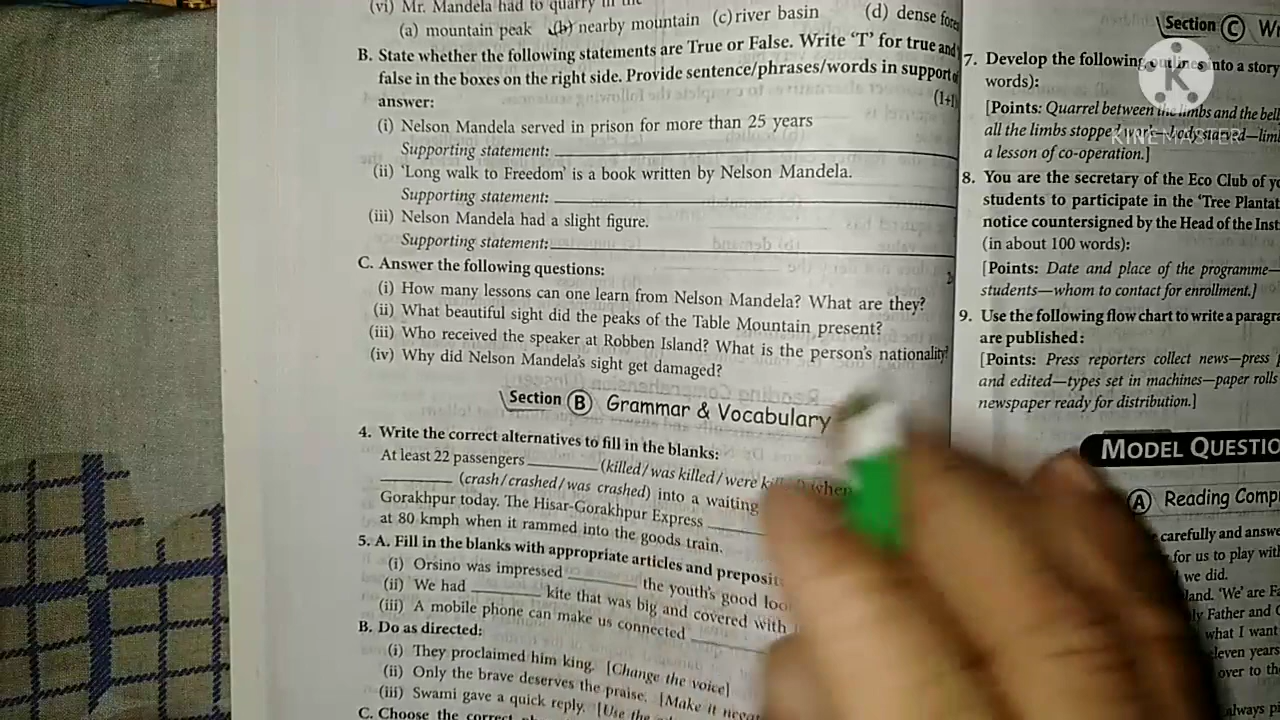 (vi) Mr. Mandela had to quarry in the
(a) mountain peak (b) nearby mountain (c) river basin (d) dense
B. State whether the following statements are True or False. Write 'T' for true and
false in the boxes on the right side. Provide sentence/phrases/words in support
answer:
(i) Nelson Mandela served in prison for more than 25 years
Supporting statement:
(ii) 'Long walk to Freedom' is a book written by Nelson Mandela.
Supporting statement:
(iii) Nelson Mandela had a slight figure.
Supporting statement:
C. Answer the following questions:
(i) How many lessons can one learn from Nelson Mandela? What are they?
(ii) What beautiful sight did the peaks of the Table Mountain present?
(iii) Who received the speaker at Robben Island? What is the person's nationality?
(iv) Why did Nelson Mandela's sight get damaged?
Section B Grammar & Vocabulary
4. Write the correct alternatives to fill in the blanks:
At least 22 passengers ______ (killed/was killed/were when
______ (crash/crashed/was crashed) into a waiting
Gorakhpur today. The Hisar-Gorakhpur Express ______
at 80 kmph when it rammed into the goods train.
5. A. Fill in the blanks with appropriate articles and
(i) Orsino was impressed ______ the youth's good
(ii) We had ______ kite that was big and covered with
(iii) A mobile phone can make us connected ______
B. Do as directed:
(i) They proclaimed him king. [Change the voice]
(ii) Only the brave deserves the praise. [Make it
(iii) Swami gave a quick reply. [Use the
C. Choose the correct
Section C
7. Develop the following outlines into a story
words):
[Points: Quarrel between the limbs and the
all the limbs stopped
a lesson of co-operation.]
8. You are the secretary of the Eco Club of
students to participate in the 'Tree
notice countersigned by the Head of the
(in about 100 words):
[Points: Date and place of the programme—
students—whom to contact for enrollment.]
9. Use the following flow chart to write a
are published:
[Points: Press reporters collect news—press
and edited—types set in machines—paper rolls
newspaper ready for distribution.]
MODEL
A Reading
carefully and
for us to play
we did.
'We' are
Father and
what I want
eleven years
over to
always
K
KINEMASTER